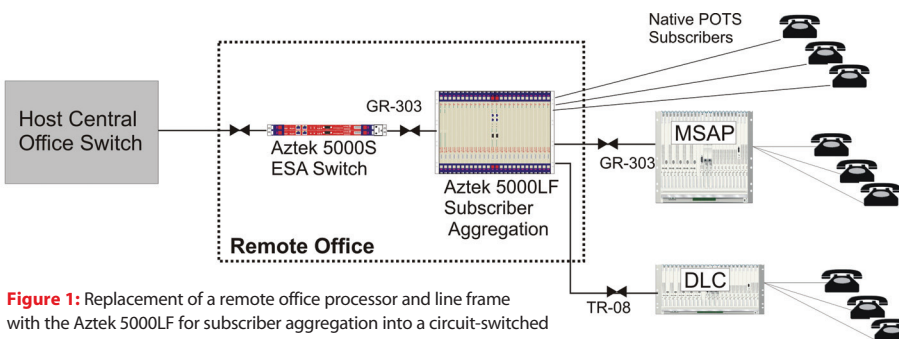 Native POTS
Subscribers
Host Central
Office Switch
GR-303
Aztek 5000S
ESA Switch
Aztek 5000LF
Subscriber
Aggregation
Remote Office
GR-303
MSAP
TR-08
DLC
Figure 1: Replacement of a remote office processor and line frame
with the Aztek 5000LF for subscriber aggregation into a circuit-switched